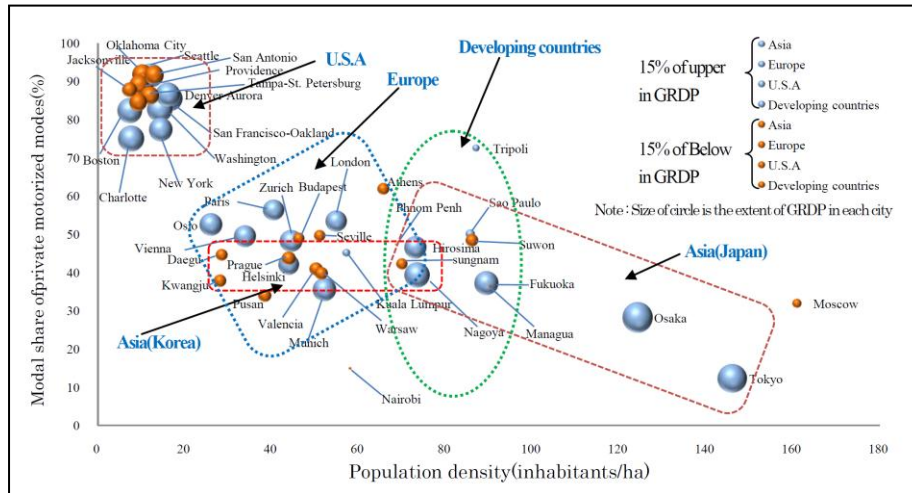 Modal share ofprivate motorized modes(%)
100
90
80
70
60
50
40
30
20
10
0
0
20
40
60
80
100
120
140
160
180
Population density(inhabitants/ha)
Oklahoma City
Seattle
Jacksonville
San Antonio
Providence
Tampa-St. Petersburg
Denver Aurora
San Francisco-Oakland
Washington
Boston
New York
Charlotte
U.S.A
Europe
Developing countries
Asia(Japan)
Asia(Korea)
London
Zurich
Budapest
Paris
Oslo
Vienna
Daegu
Prague
Helsinki
Kwangju
Pusan
Valencia
Munich
Seville
Athens
Phnom Penh
Tripoli
Sao Paulo
Hirosima
Suwon
sungnam
Fukuoka
Kuala Lumpur
Warsaw
Nagoya
Managua
Nairobi
Osaka
Moscow
Tokyo
15% of upper
in GRDP
Asia
Europe
U.S.A
Developing countries
15% of Below
in GRDP
Asia
Europe
U.S.A
Developing countries
Note : Size of circle is the extent of GRDP in each city